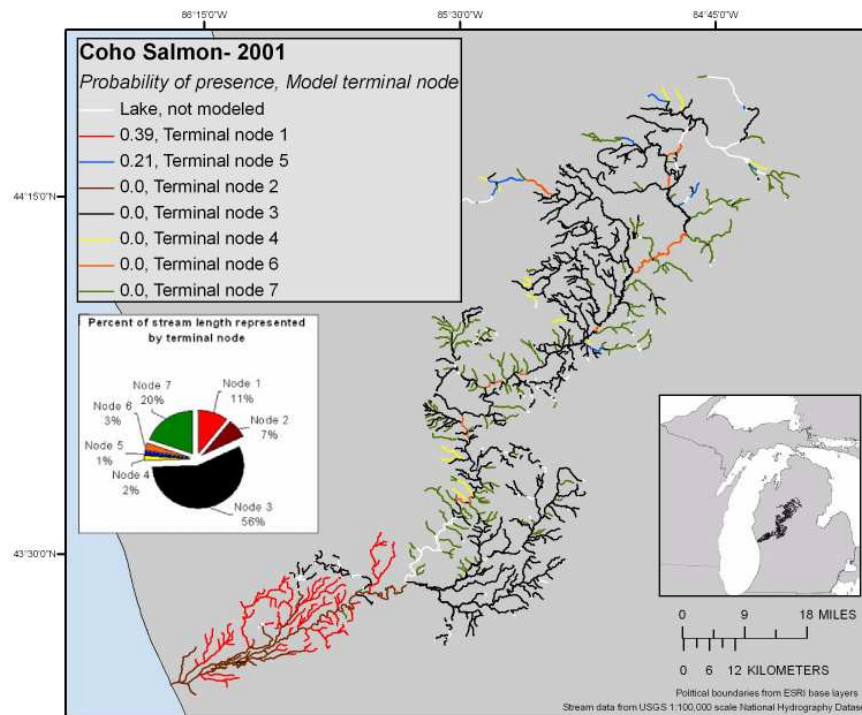 86°15'0"W 85°30'0"W 84°45'0"W
Coho Salmon- 2001
Probability of presence, Model terminal node
Lake, not modeled
0.39, Terminal node 1
0.21, Terminal node 5
0.0, Terminal node 2
0.0, Terminal node 3
0.0, Terminal node 4
0.0, Terminal node 6
0.0, Terminal node 7
44°15'0"N
Percent of stream length represented
by terminal node
Node 7
20%
Node 1
11%
Node 6
3%
Node 2
7%
Node 5
1%
Node 4
2%
Node 3
56%
43°30'0"N
0 9 18 MILES
0 6 12 KILOMETERS
Political boundaries from ESRI base layers
Stream data from USGS 1:100,000 scale National Hydrography Datase